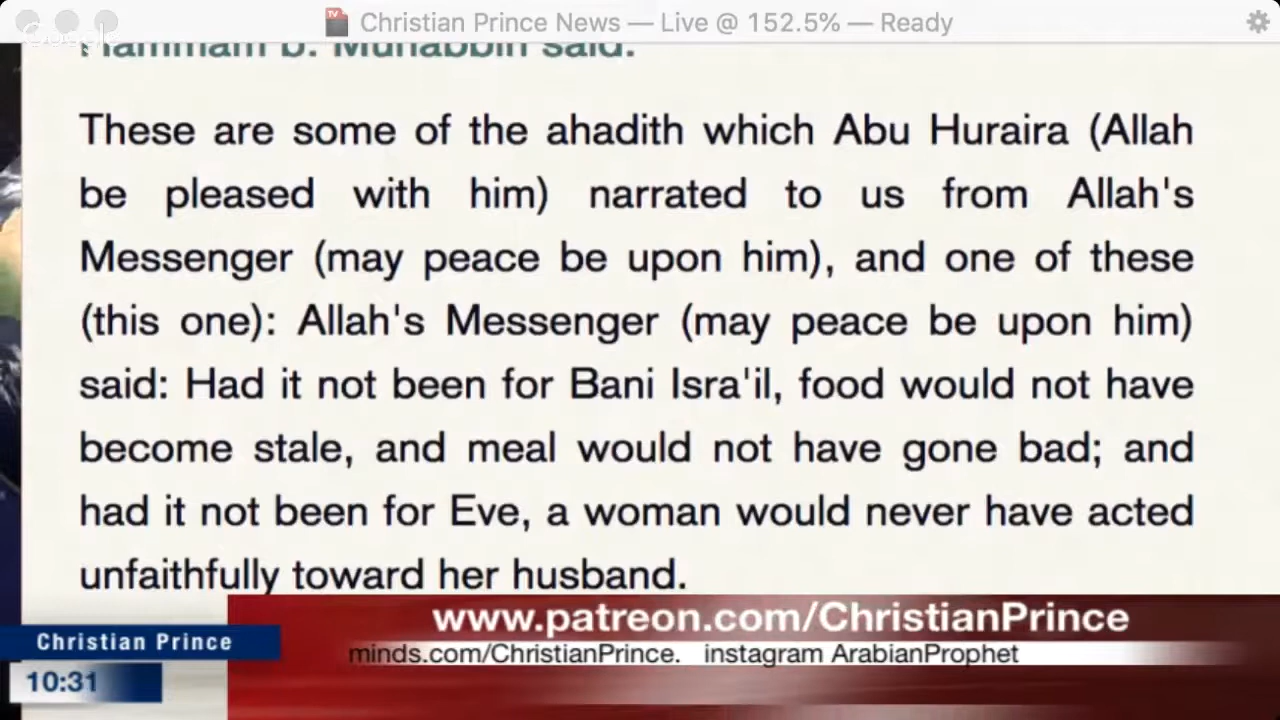 Christian Prince News — Live @ 152.5% — Ready
Google
Hammam b. Munabbih said:
These are some of the ahadith which Abu Huraira (Allah
be pleased with him) narrated to us from Allah's
Messenger (may peace be upon him), and one of these
(this one): Allah's Messenger (may peace be upon him)
said: Had it not been for Bani Isra'il, food would not have
become stale, and meal would not have gone bad; and
had it not been for Eve, a woman would never have acted
unfaithfully toward her husband.
www.patreon.com/ChristianPrince
Christian Prince
minds.com/ChristianPrince. instagram ArabianProphet
10:31